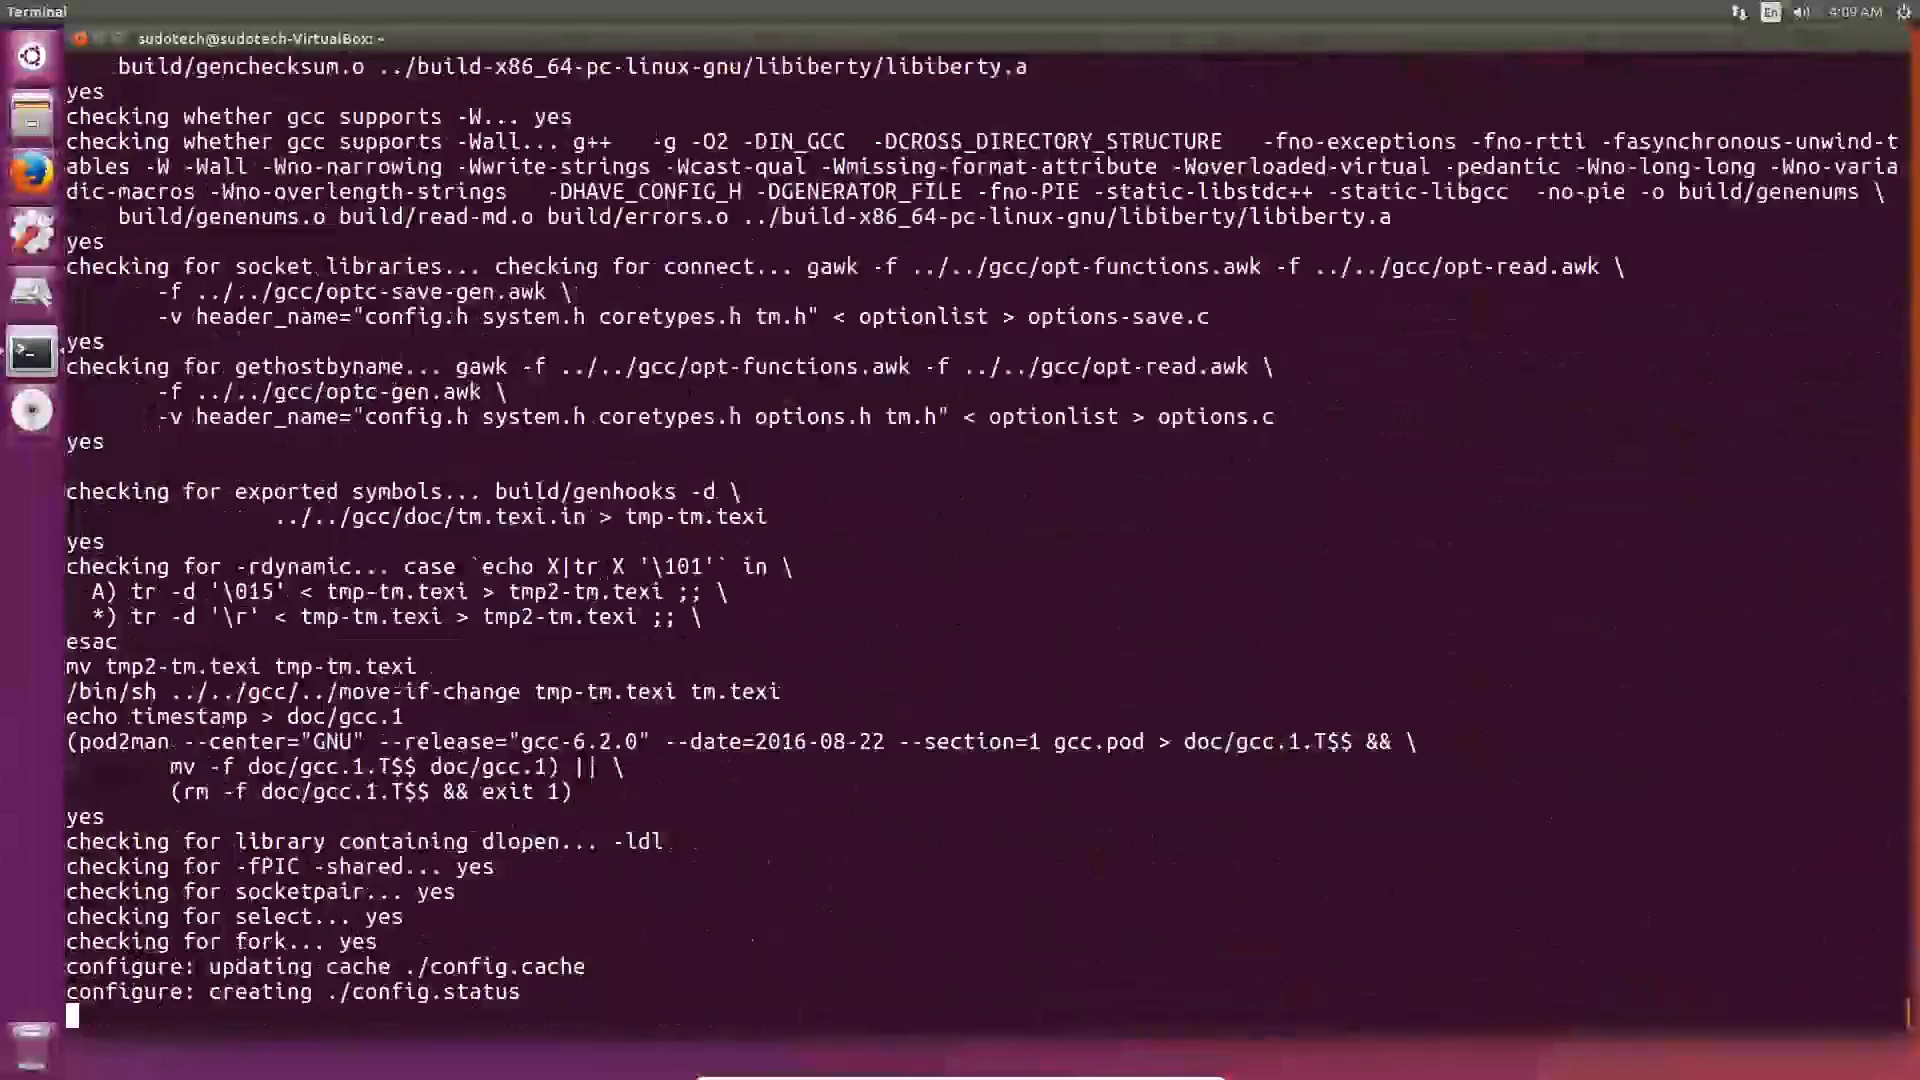 Terminal
En
4:09 AM
sudotech@sudotech-VirtualBox: ~
build/genchecksum.o ../build-x86_64-pc-linux-gnu/libiberty/libiberty.a
yes
checking whether gcc supports -W... yes
checking whether gcc supports -Wall... g++   -g -O2 -DIN_GCC  -DCROSS_DIRECTORY_STRUCTURE   -fno-exceptions -fno-rtti -fasynchronous-unwind-t
ables -W -Wall -Wno-narrowing -Wwrite-strings -Wcast-qual -Wmissing-format-attribute -Woverloaded-virtual -pedantic -Wno-long-long -Wno-varia
dic-macros -Wno-overlength-strings   -DHAVE_CONFIG_H -DGENERATOR_FILE -fno-PIE -static-libstdc++ -static-libgcc  -no-pie -o build/genenums \
    build/genenums.o build/read-md.o build/errors.o ../build-x86_64-pc-linux-gnu/libiberty/libiberty.a
yes
checking for socket libraries... checking for connect... gawk -f ../../gcc/opt-functions.awk -f ../../gcc/opt-read.awk \
       -f ../../gcc/optc-save-gen.awk \
       -v header_name="config.h system.h coretypes.h tm.h" < optionlist > options-save.c
yes
checking for gethostbyname... gawk -f ../../gcc/opt-functions.awk -f ../../gcc/opt-read.awk \
       -f ../../gcc/optc-gen.awk \
       -v header_name="config.h system.h coretypes.h options.h tm.h" < optionlist > options.c
yes
checking for exported symbols... build/genhooks -d \
                ../../gcc/doc/tm.texi.in > tmp-tm.texi
yes
checking for -rdynamic... case `echo X|tr X '\101'` in \
  A) tr -d '\015' < tmp-tm.texi > tmp2-tm.texi ;; \
  *) tr -d '\r' < tmp-tm.texi > tmp2-tm.texi ;; \
esac
mv tmp2-tm.texi tmp-tm.texi
/bin/sh ../../gcc/../move-if-change tmp-tm.texi tm.texi
echo timestamp > doc/gcc.1
(pod2man --center="GNU" --release="gcc-6.2.0" --date=2016-08-22 --section=1 gcc.pod > doc/gcc.1.T$$ && \
        mv -f doc/gcc.1.T$$ doc/gcc.1) || \
        (rm -f doc/gcc.1.T$$ && exit 1)
yes
checking for library containing dlopen... -ldl
checking for -fPIC -shared... yes
checking for socketpair... yes
checking for select... yes
checking for fork... yes
configure: updating cache ./config.cache
configure: creating ./config.status